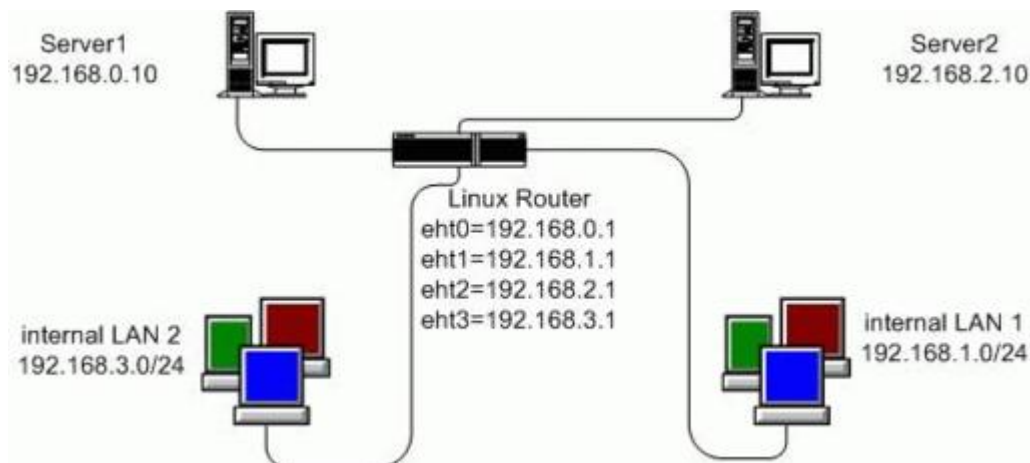 Server1
192.168.0.10
Server2
192.168.2.10
Linux Router
eht0=192.168.0.1
eht1=192.168.1.1
eht2=192.168.2.1
eht3=192.168.3.1
internal LAN 2
192.168.3.0/24
internal LAN 1
192.168.1.0/24